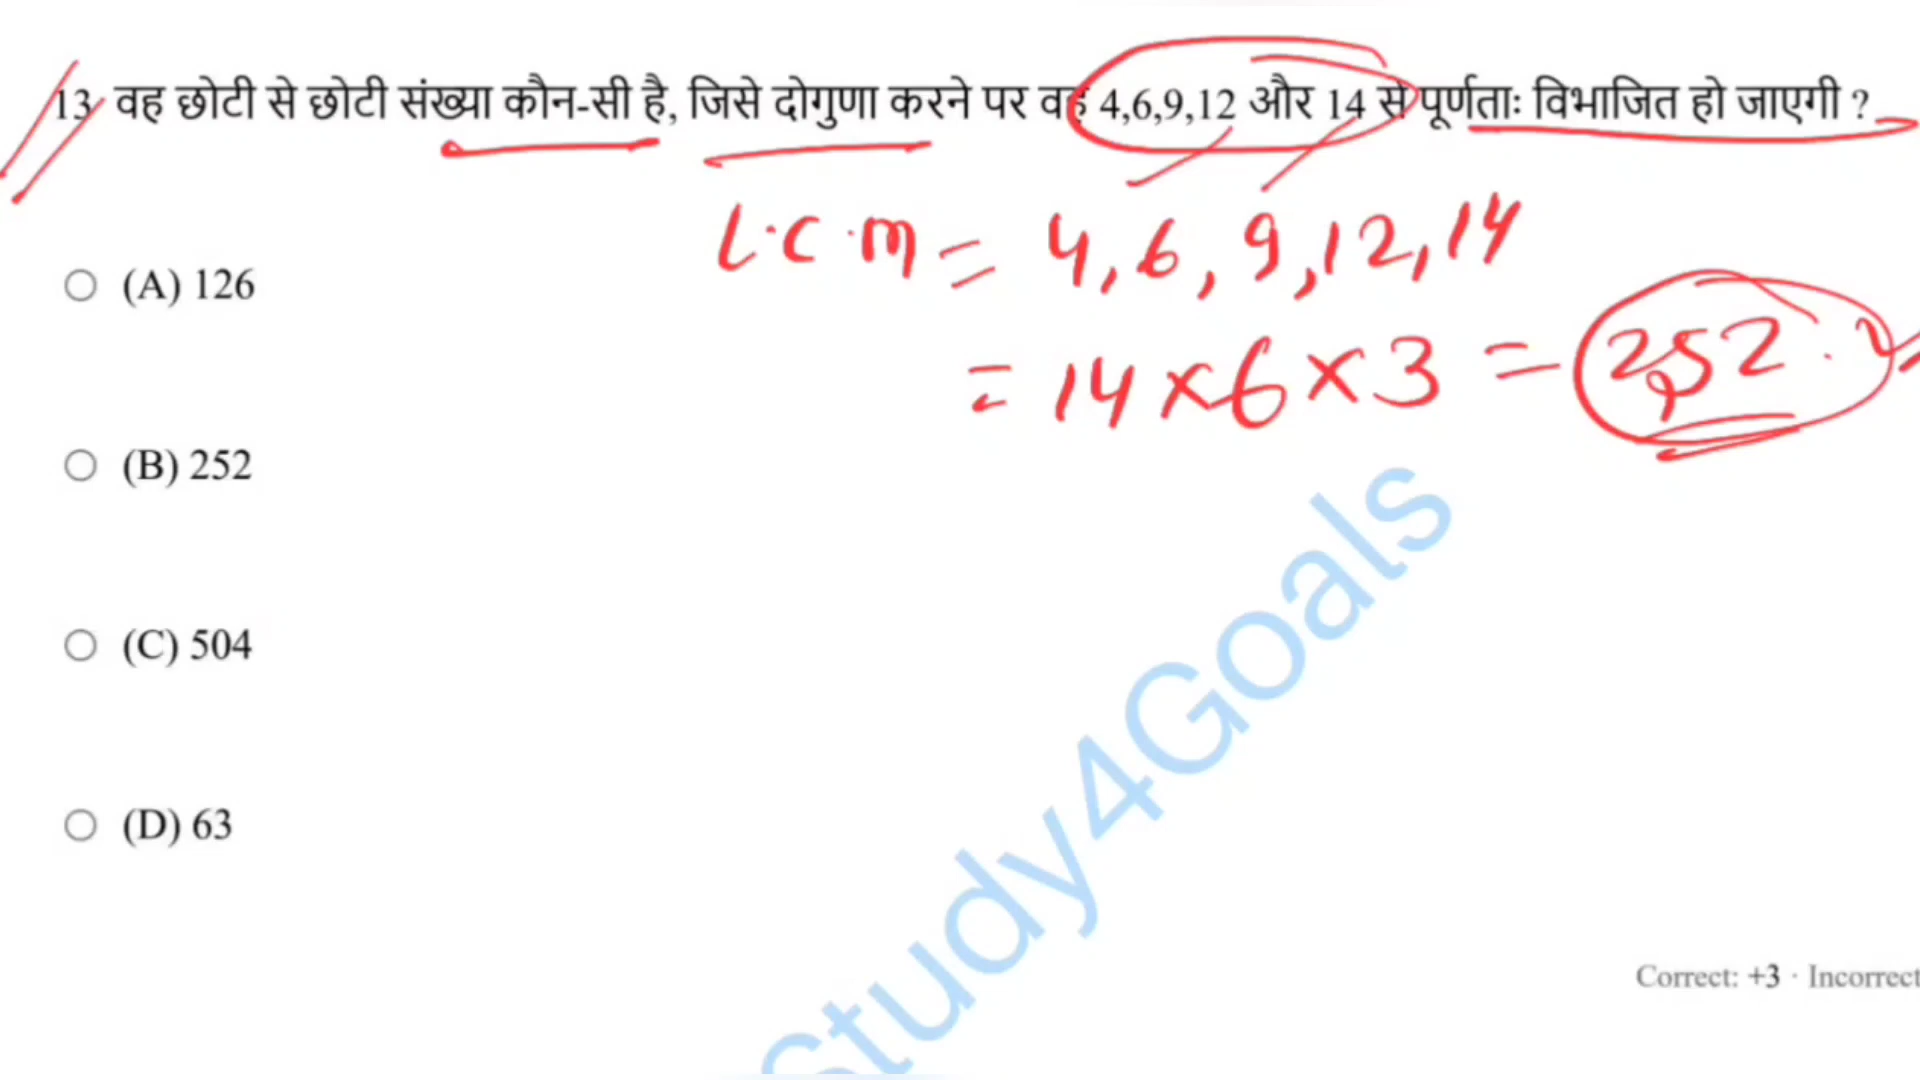 13. वह छोटी से छोटी संख्या कौन-सी है, जिसे दोगुणा करने पर वह 4,6,9,12 और 14 से पूर्णताः विभाजित हो जाएगी ?
L.C.M = 4, 6, 9, 12, 14
(A) 126
= 14 × 6 × 3 = 252
(B) 252
(C) 504
(D) 63
Study4Goals
Correct: +3 · Incorrect